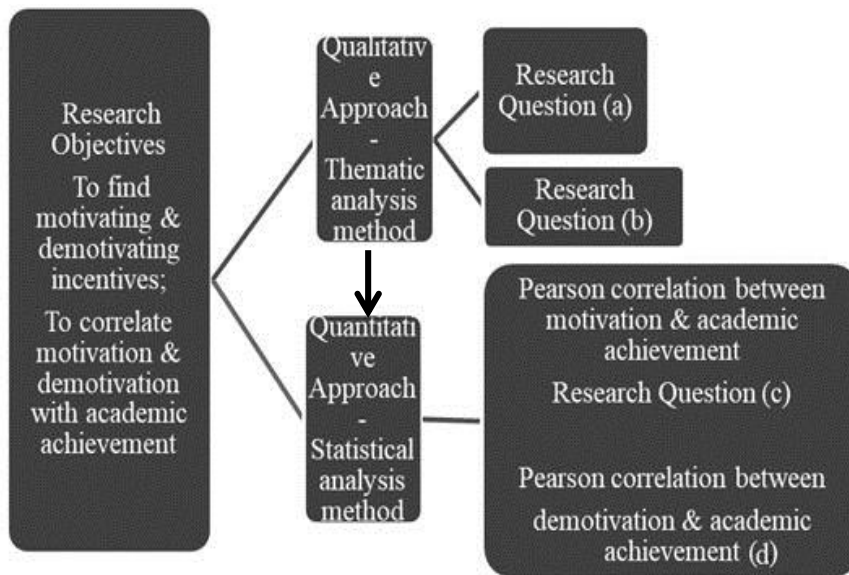 Research
Objectives
To find
motivating &
demotivating
incentives;
To correlate
motivation &
demotivation
with academic
achievement
Qualitativ
e
Approach
-
Thematic
analysis
method
Research
Question (a)
Research
Question (b)
Quantitati
ve
Approach
-
Statistical
analysis
method
Pearson correlation between
motivation & academic
achievement
Research Question (c)
Pearson correlation between
demotivation & academic
achievement (d)